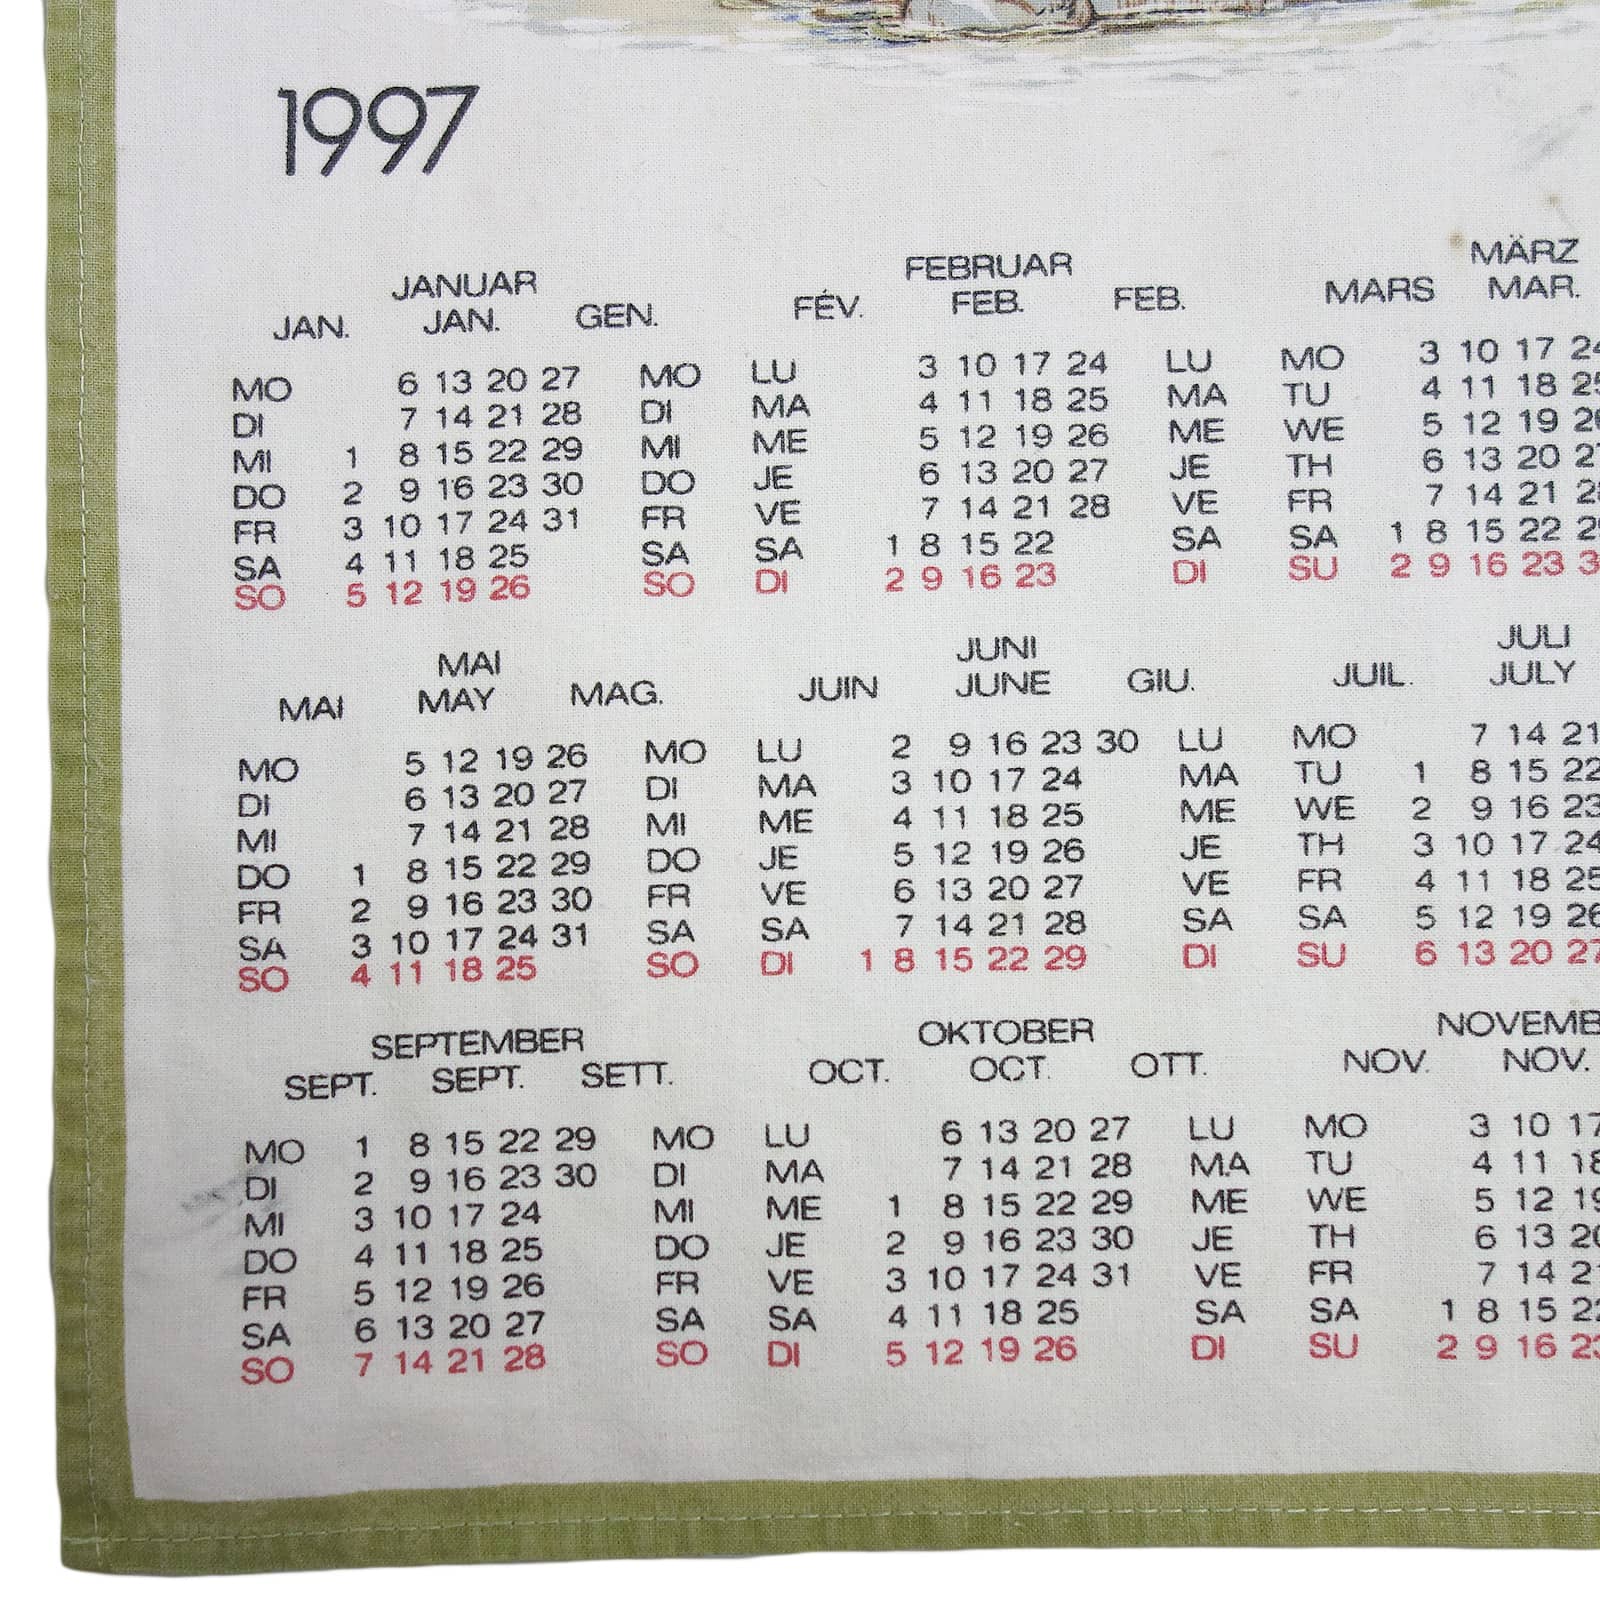 1997
JANUAR
JAN. JAN. GEN.
MO 6 13 20 27
DI 7 14 21 28
MI 1 8 15 22 29
DO 2 9 16 23 30
FR 3 10 17 24 31
SA 4 11 18 25
SO 5 12 19 26
FEBRUAR
FÉV. FEB. FEB.
MO LU 3 10 17 24 LU
DI MA 4 11 18 25 MA
MI ME 5 12 19 26 ME
DO JE 6 13 20 27 JE
FR VE 7 14 21 28 VE
SA SA 1 8 15 22 SA
SO DI 2 9 16 23 DI
MÄRZ
MARS MAR.
MO 3 10 17
TU 4 11 18
WE 5 12 19
TH 6 13 20
FR 7 14 21
SA 1 8 15 22
SU 2 9 16 23
MAI
MAI MAY MAG.
MO 5 12 19 26
DI 6 13 20 27
MI 7 14 21 28
DO 1 8 15 22 29
FR 2 9 16 23 30
SA 3 10 17 24 31
SO 4 11 18 25
JUNI
JUIN JUNE GIU.
MO LU 2 9 16 23 30 LU
DI MA 3 10 17 24 MA
MI ME 4 11 18 25 ME
DO JE 5 12 19 26 JE
FR VE 6 13 20 27 VE
SA SA 7 14 21 28 SA
SO DI 1 8 15 22 29 DI
JULI
JUIL. JULY
MO 7 14 21
TU 1 8 15 22
WE 2 9 16 23
TH 3 10 17 24
FR 4 11 18 25
SA 5 12 19 26
SU 6 13 20 27
SEPTEMBER
SEPT. SEPT. SETT.
MO 1 8 15 22 29
DI 2 9 16 23 30
MI 3 10 17 24
DO 4 11 18 25
FR 5 12 19 26
SA 6 13 20 27
SO 7 14 21 28
OKTOBER
OCT. OCT. OTT.
MO LU 6 13 20 27 LU
DI MA 7 14 21 28 MA
MI ME 1 8 15 22 29 ME
DO JE 2 9 16 23 30 JE
FR VE 3 10 17 24 31 VE
SA SA 4 11 18 25 SA
SO DI 5 12 19 26 DI
NOVEMB
NOV. NOV.
MO 3 10 17
TU 4 11 18
WE 5 12 19
TH 6 13 20
FR 7 14 21
SA 1 8 15 22
SU 2 9 16 23